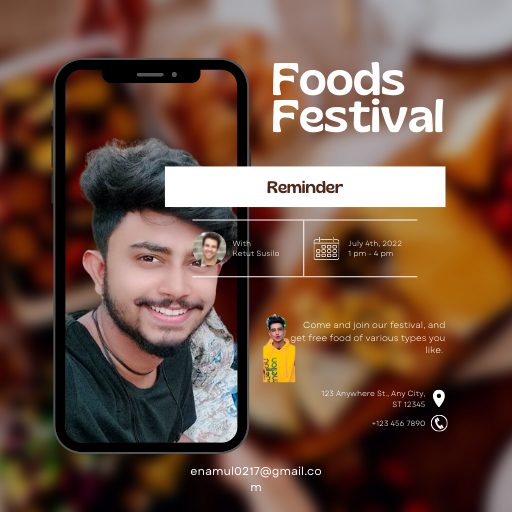 Foods
Festival
Reminder
With
Ketut Susilo
July 4th, 2022
1 pm - 4 pm
Come and join our festival, and
get free food of various types you
like.
123 Anywhere St., Any City,
ST 12345
+123 456 7890
enamul0217@gmail.co
m